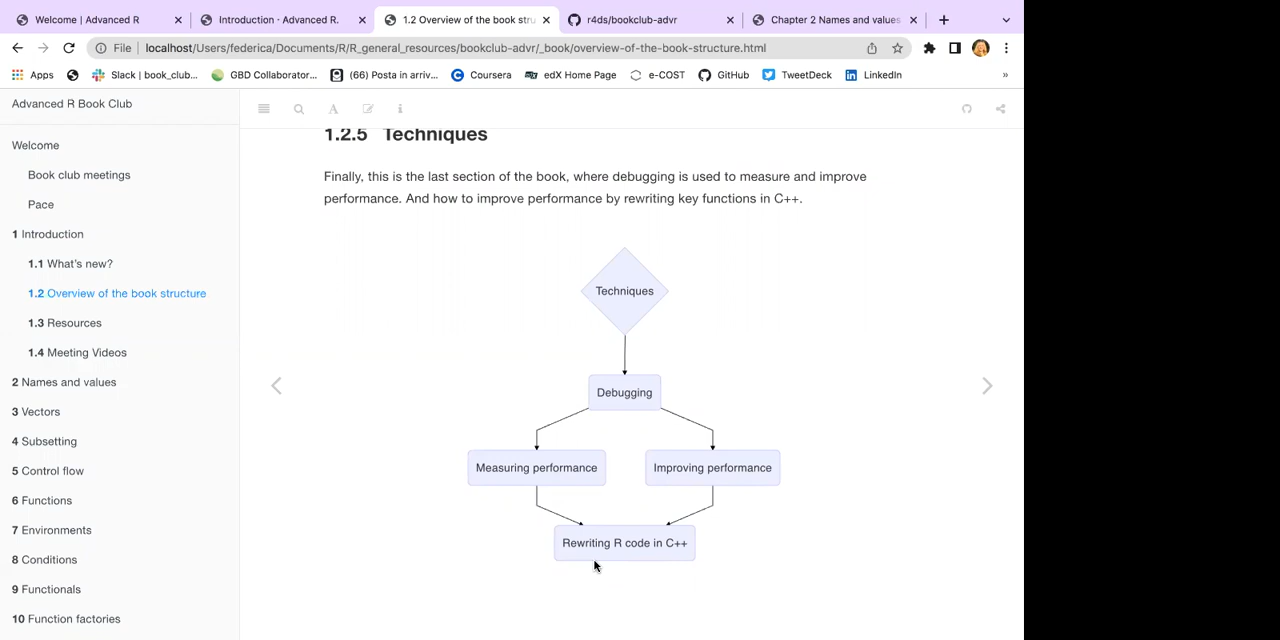 Welcome | Advanced R
Introduction · Advanced R.
1.2 Overview of the book stru
r4ds/bookclub-advr
Chapter 2 Names and values
File
localhost/Users/federica/Documents/R/R_general_resources/bookclub-advr/_book/overview-of-the-book-structure.html
Apps
Slack | book_club...
GBD Collaborator...
(66) Posta in arriv...
Coursera
edX Home Page
e-COST
GitHub
TweetDeck
LinkedIn
»
Advanced R Book Club
Welcome
Book club meetings
Pace
1 Introduction
1.1 What's new?
1.2 Overview of the book structure
1.3 Resources
1.4 Meeting Videos
2 Names and values
3 Vectors
4 Subsetting
5 Control flow
6 Functions
7 Environments
8 Conditions
9 Functionals
10 Function factories
1.2.5 Techniques
Finally, this is the last section of the book, where debugging is used to measure and improve
performance. And how to improve performance by rewriting key functions in C++.
Techniques
Debugging
Measuring performance
Improving performance
Rewriting R code in C++